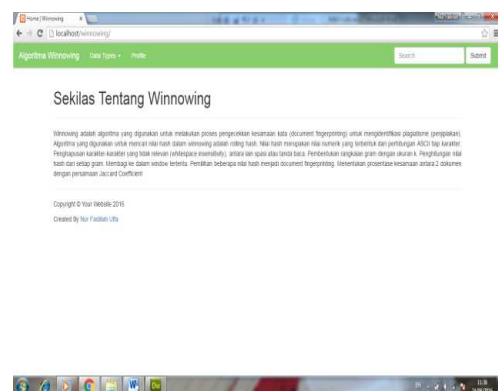 Home | Winnowing
localhost/winnowing/
Algoritma Winnowing Data Types Profile Search Submit
Sekilas Tentang Winnowing
Winnowing adalah algoritma yang digunakan untuk melakukan proses pengecekkan kesamaan kata (document fingerprinting) untuk mengidentifikasi plagiatisme (penjiplakan).
Algoritma yang digunakan untuk mencari nilai hash dalam winnowing adalah rolling hash. Nilai hash merupakan nilai numerik yang terbentuk dari perhitungan ASCII tiap karakter.
Penghapusan karakter-karakter yang tidak relevan (whitespace insensitivity), antara lain spasi atau tanda baca. Pembentukan rangkaian gram dengan ukuran k. Penghitungan nilai
hash dari setiap gram. Membagi ke dalam window tertentu. Pemilihan beberapa nilai hash menjadi document fingerprinting. Menentukan prosentase kesamaan antara 2 dokumen
dengan persamaan Jaccard Coefficient
Copyright © Your Website 2016
Created By Nur Fadillah Ulfa
11:18